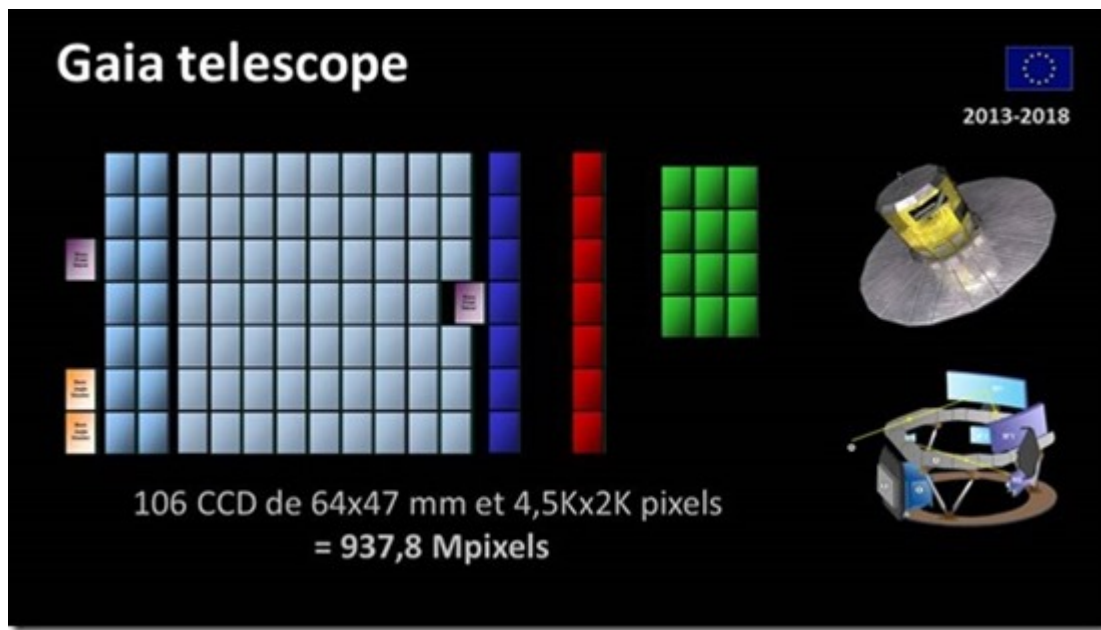 Gaia telescope
2013-2018
106 CCD de 64x47 mm et 4,5Kx2K pixels
= 937,8 Mpixels